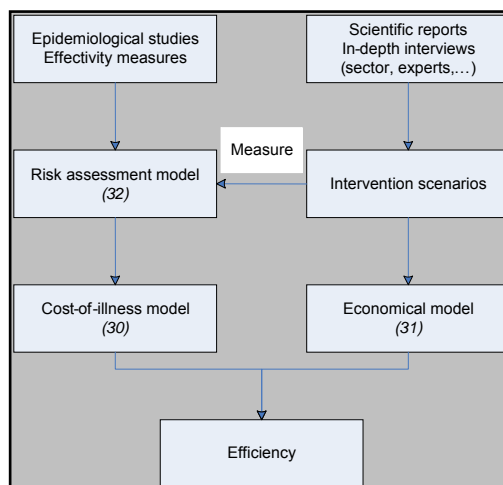 Epidemiological studies
Effectivity measures
Scientific reports
In-depth interviews
(sector, experts,…)
Measure
Risk assessment model
(32)
Intervention scenarios
Cost-of-illness model
(30)
Economical model
(31)
Efficiency